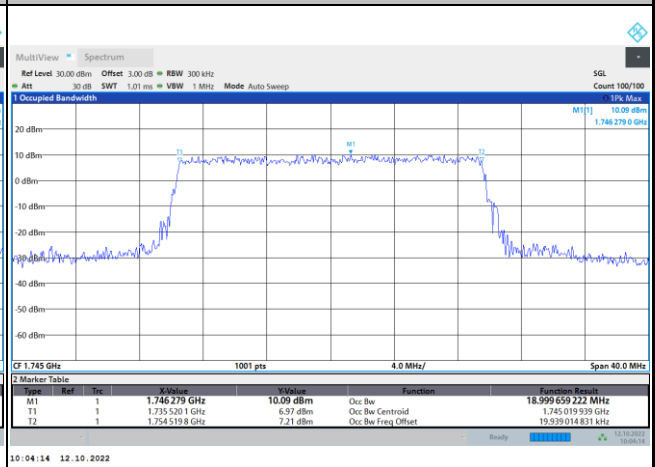 MultiView Spectrum
Ref Level 30.00 dBm Offset 3.00 dB RBW 300 kHz SGL
Att 30 dB SWT 1.01 ms VBW 1 MHz Mode Auto Sweep Count 100/100
1 Occupied Bandwidth 1Pk Max
M1[1] 10.09 dBm
1.746 279 0 GHz
20 dBm
M1
T1 T2
10 dBm
0 dBm
-10 dBm
-20 dBm
-30 dBm
-40 dBm
-50 dBm
-60 dBm
CF 1.745 GHz 1001 pts 4.0 MHz/ Span 40.0 MHz
2 Marker Table
Type Ref Trc X-Value Y-Value Function Function Result
M1 1 1.746 279 GHz 10.09 dBm Occ Bw 18.999 659 222 MHz
T1 1 1.735 520 1 GHz 6.97 dBm Occ Bw Centroid 1.745 019 939 GHz
T2 1 1.754 519 8 GHz 7.21 dBm Occ Bw Freq Offset 19.939 014 831 kHz
Ready 12.10.2022
10:04:14
10:04:14 12.10.2022